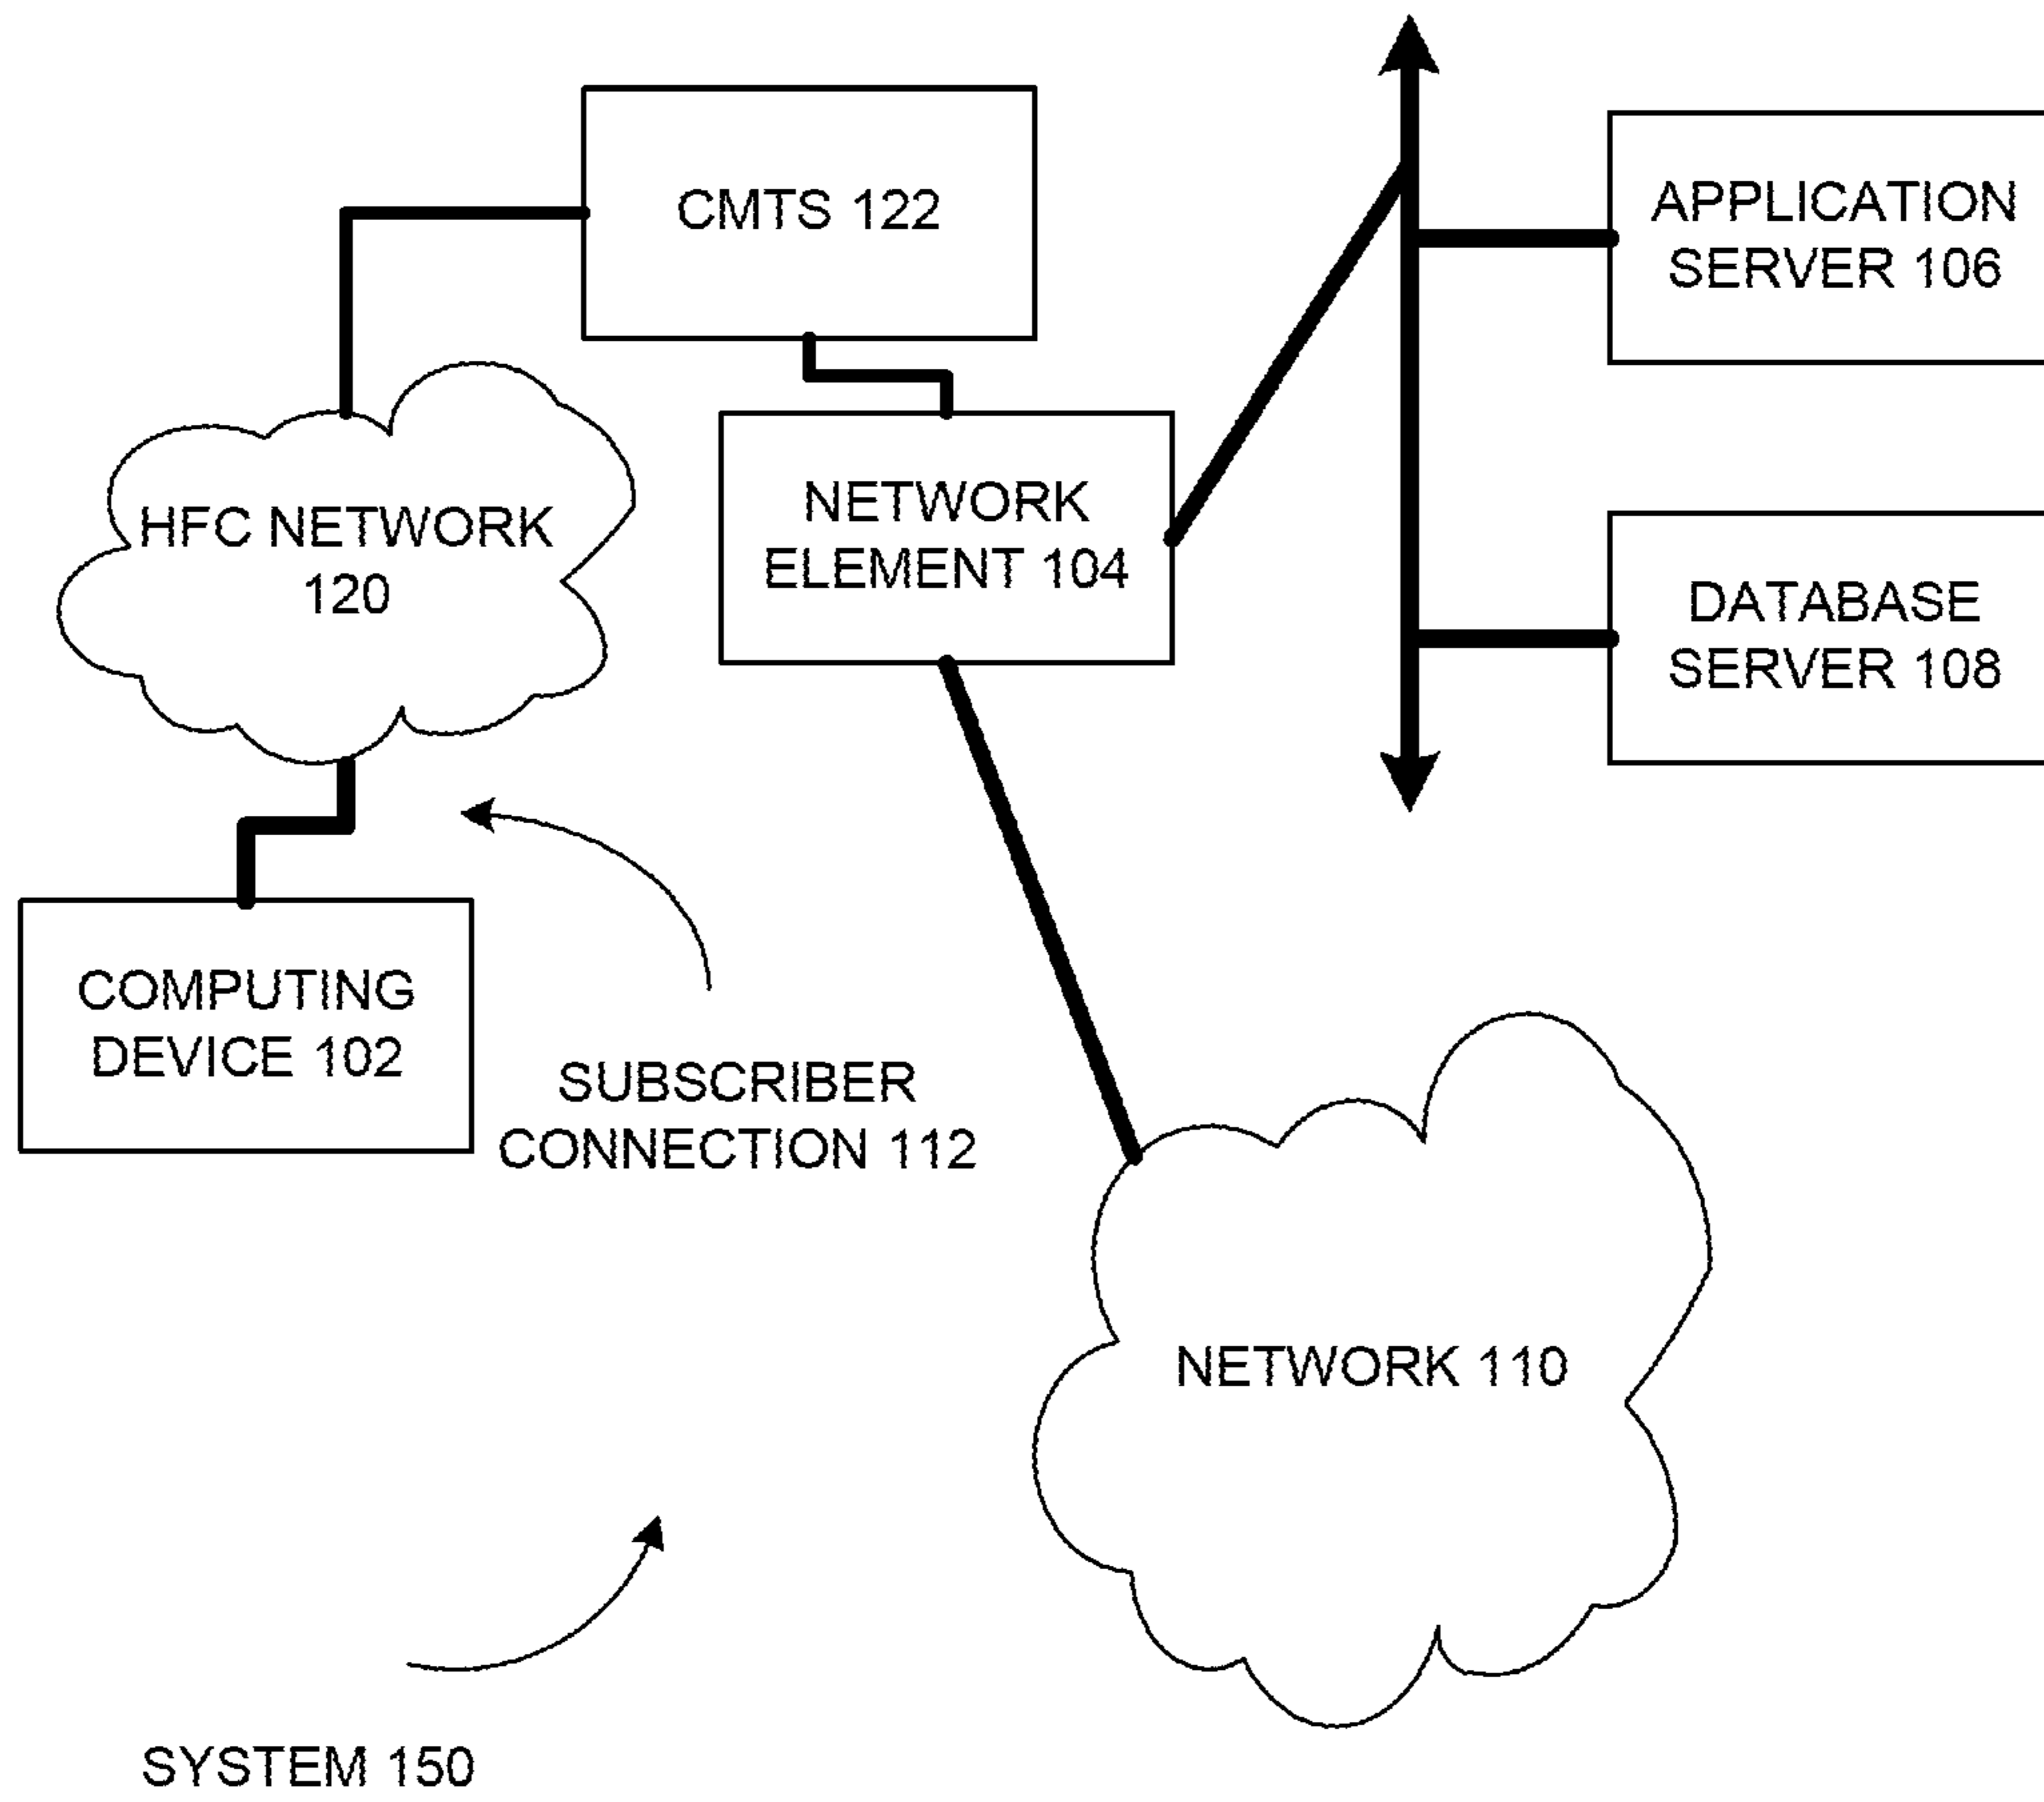 CMTS 122
APPLICATION
SERVER 106
HFC NETWORK
120
NETWORK
ELEMENT 104
DATABASE
SERVER 108
COMPUTING
DEVICE 102
SUBSCRIBER
CONNECTION 112
NETWORK 110
SYSTEM 150